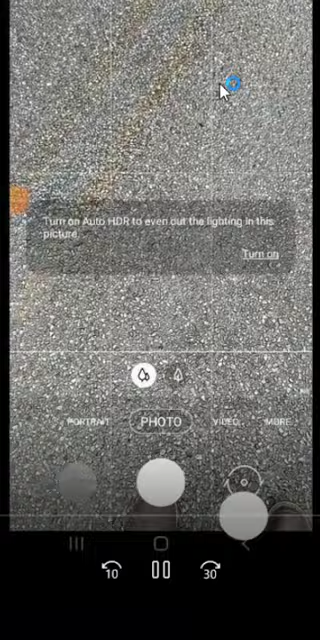 Turn on Auto HDR to even out the lighting in this
picture.
Turn on
PORTRAIT PHOTO VIDEO MORE
10 30